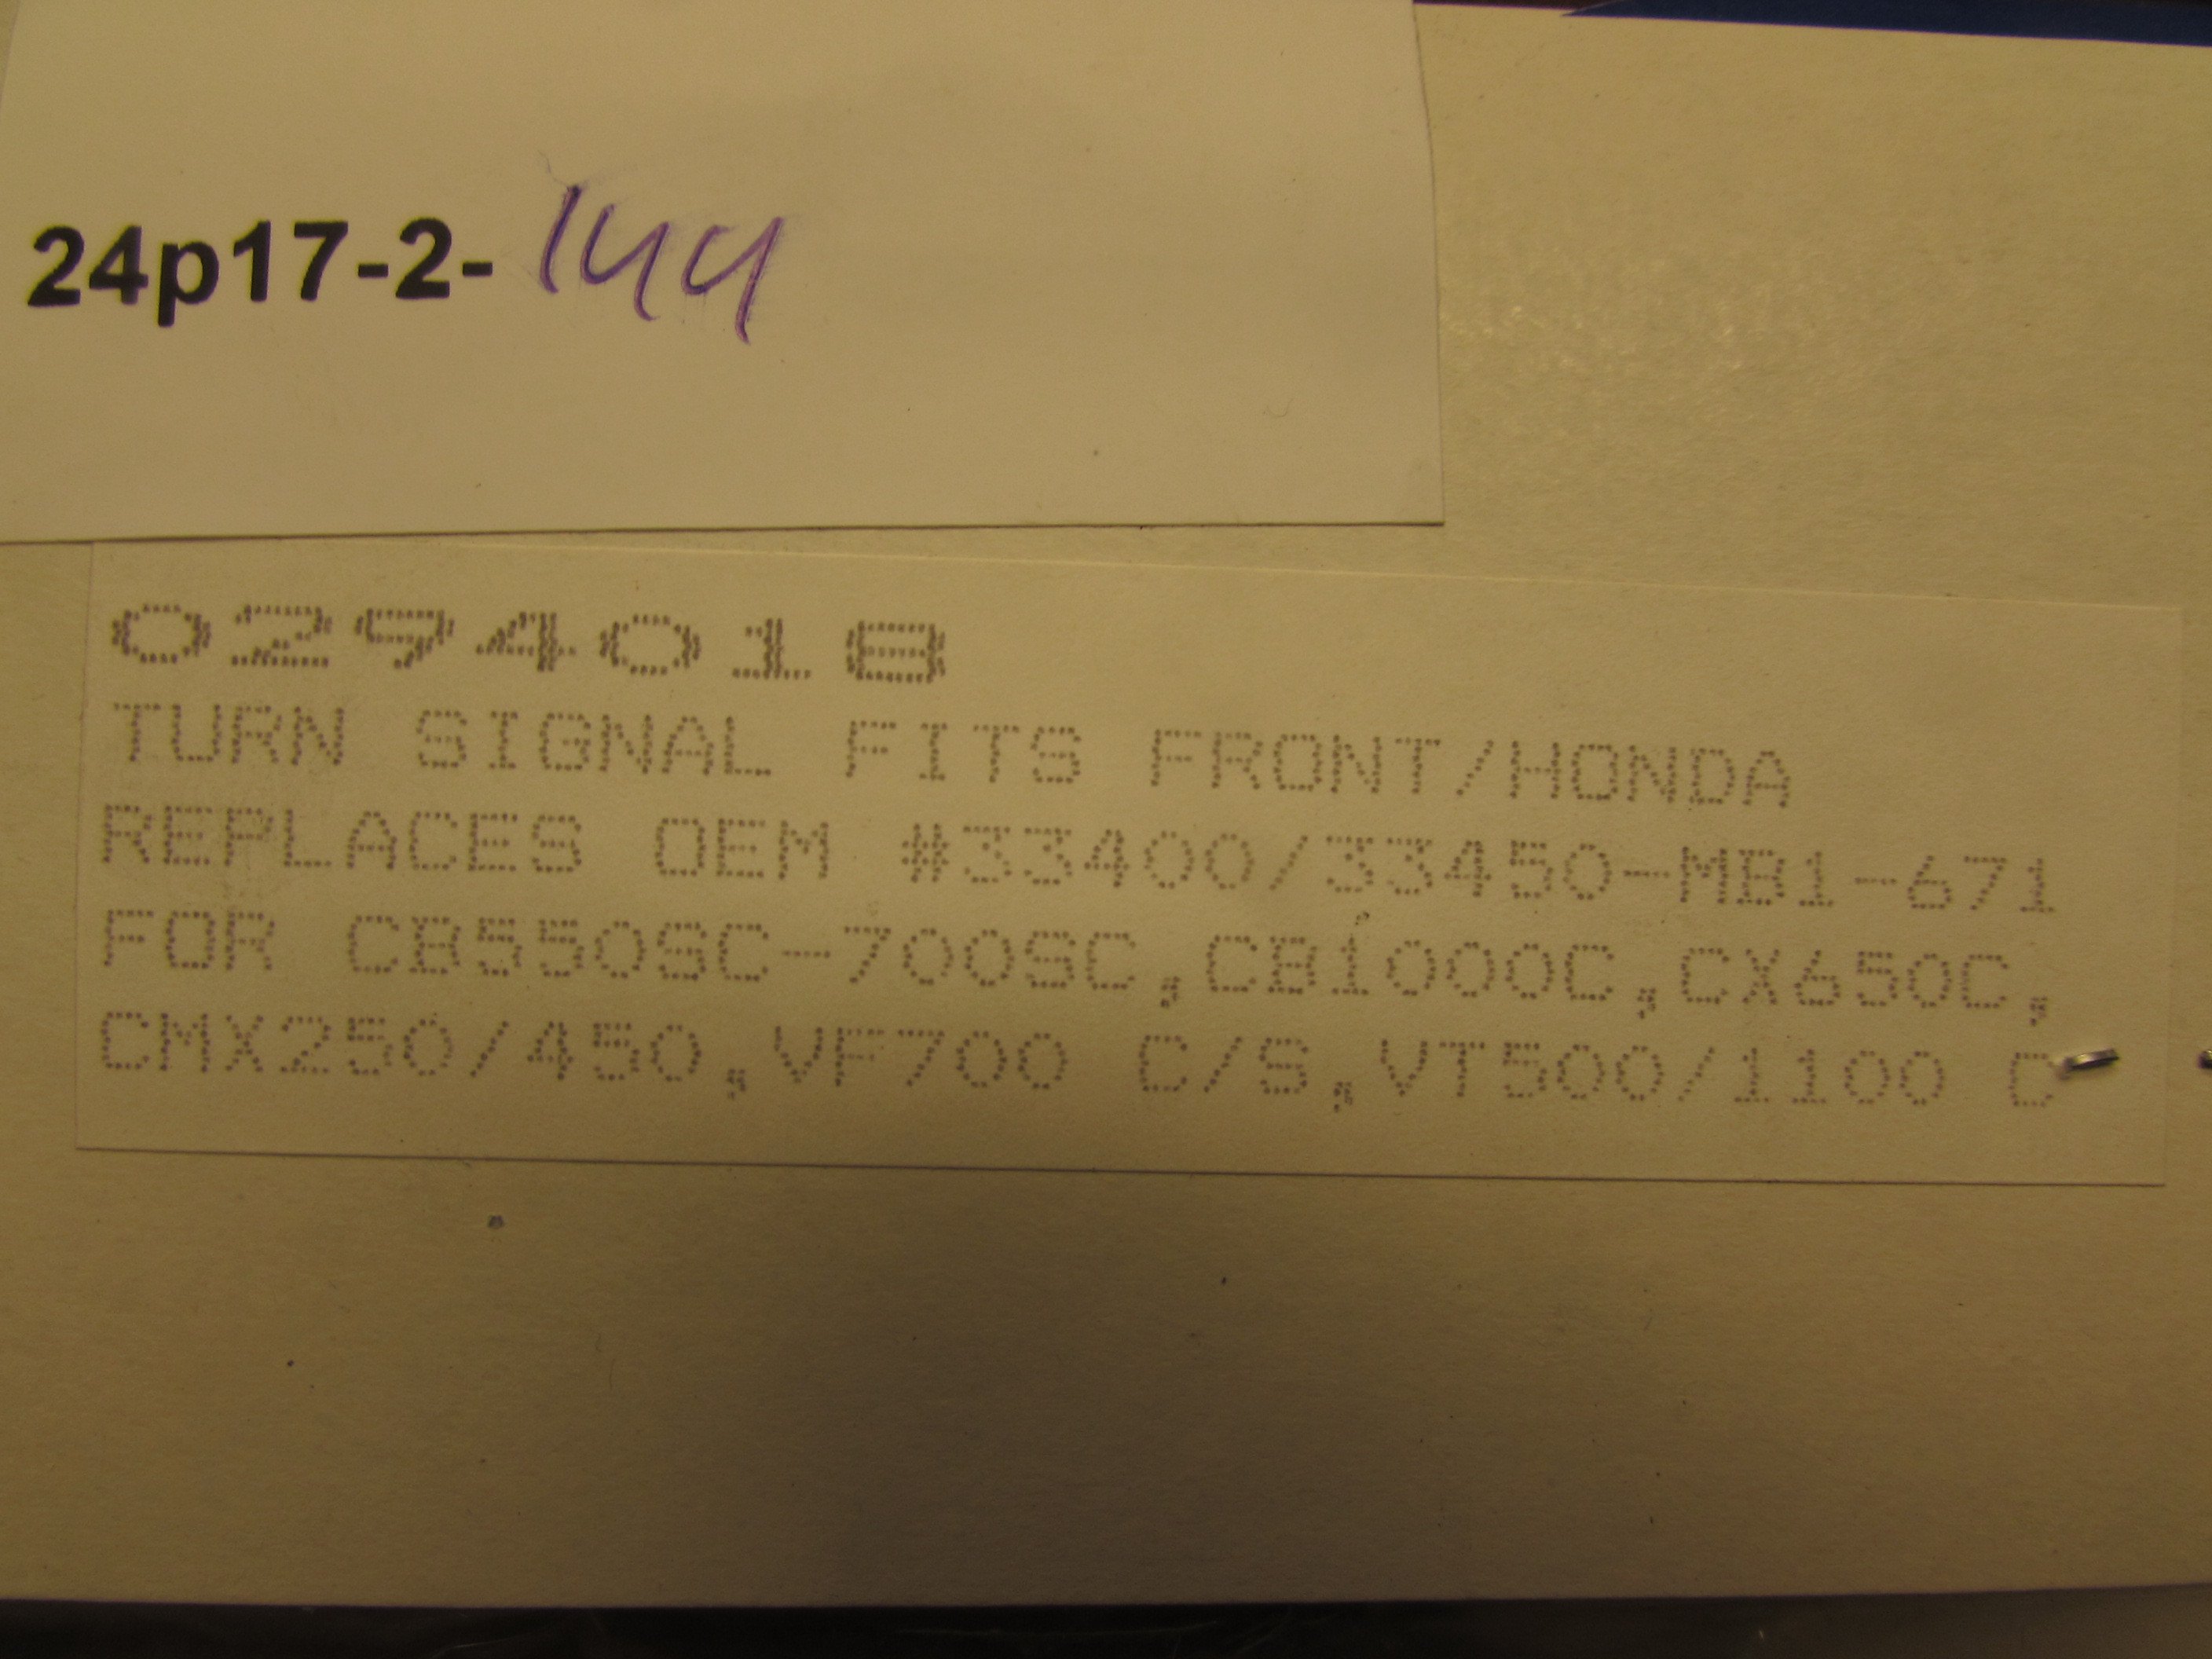 24p17-2-144
0294018
TURN SIGNAL FITS FRONT/HONDA
REPLACES OEM #33400/33450-MB1-671
FOR CB550SC-700SC,CB1000C,CX650C,
CMX250/450,VF700 C/S,VT500/1100 C